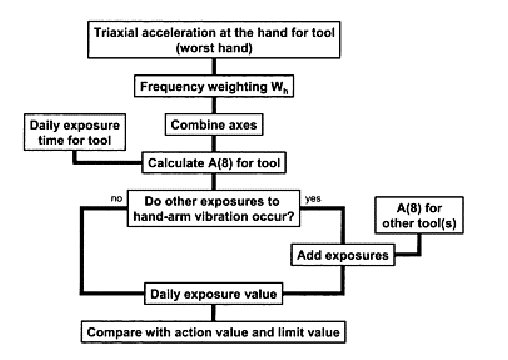 Triaxial acceleration at the hand for tool
(worst hand)
Frequency weighting Wh
Combine axes
Daily exposure
time for tool
Calculate A(8) for tool
no
Do other exposures to
hand-arm vibration occur?
yes
A(8) for
other tool(s)
Add exposures
Daily exposure value
Compare with action value and limit value